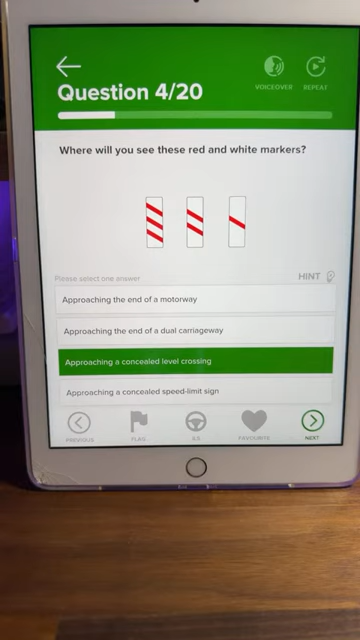 Question 4/20
VOICEOVER
REPEAT
Where will you see these red and white markers?
Please select one answer
HINT
Approaching the end of a motorway
Approaching the end of a dual carriageway
Approaching a concealed level crossing
Approaching a concealed speed-limit sign
PREVIOUS
FLAG
FAVOURITE
NEXT